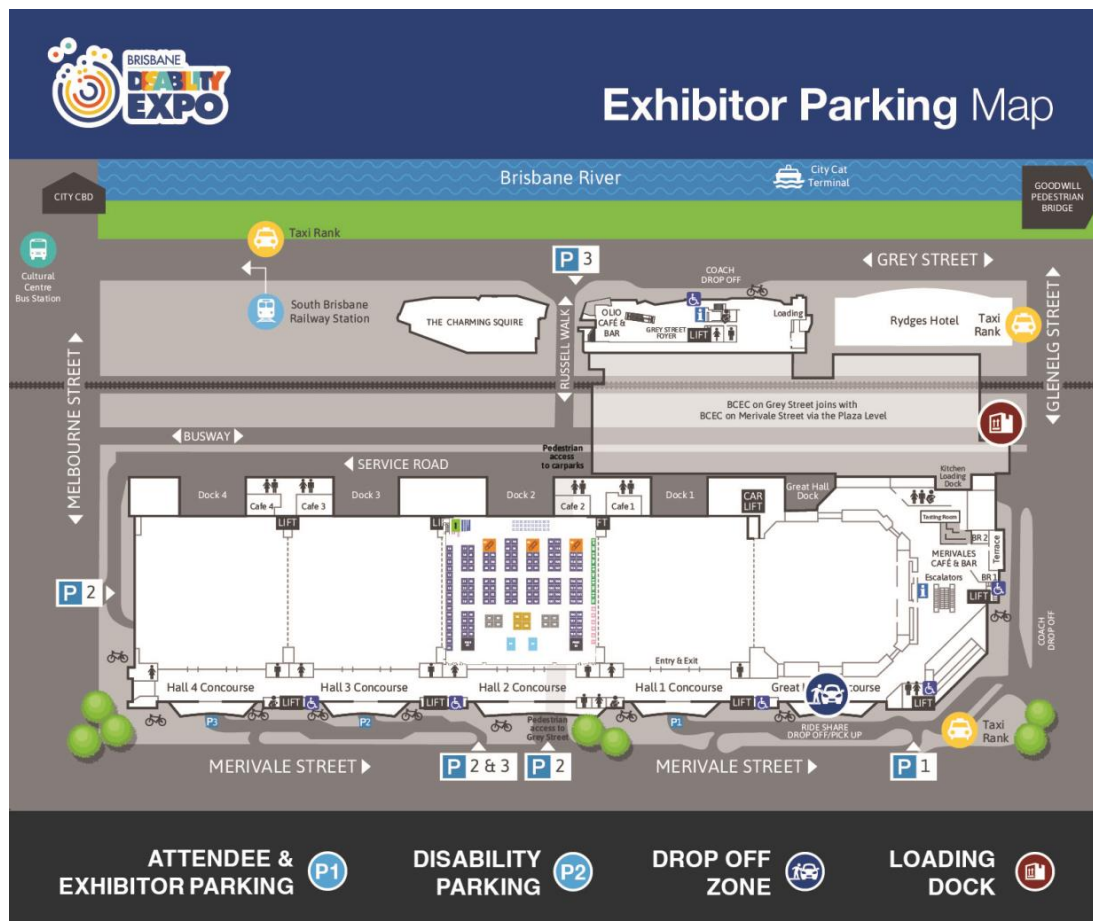 BRISBANE
DISABILITY
EXPO
Exhibitor Parking Map
Brisbane River
City Cat
Terminal
CITY CBD
GOODWILL
PEDESTRIAN
BRIDGE
Taxi Rank
Cultural
Centre
Bus Station
P 3
GREY STREET
COACH
DROP OFF
South Brisbane
Railway Station
THE CHARMING SQUIRE
RUSSELL WALK
OLIO
CAFÉ &
BAR
GREY STREET
FOYER
LIFT
Loading
Rydges Hotel
Taxi
Rank
GLENELG STREET
MELBOURNE STREET
BCEC on Grey Street joins with
BCEC on Merivale Street via the Plaza Level
BUSWAY
Pedestrian
access
to carparks
SERVICE ROAD
Kitchen
Loading
Dock
Dock 4
Dock 3
Dock 2
Dock 1
Great Hall
Dock
Cafe 4
Cafe 3
Cafe 2
Cafe 1
CAR
LIFT
LIFT
Tasting Room
BR 2
Terrace
MERIVALES
CAFÉ & BAR
Escalators
BR 1
LIFT
P 2
COACH
DROP OFF
Entry & Exit
Hall 4 Concourse
Hall 3 Concourse
Hall 2 Concourse
Hall 1 Concourse
LIFT
LIFT
LIFT
LIFT
P3
P2
Pedestrian
access to
Grey Street
P1
RIDE SHARE
DROP OFF/PICK UP
Taxi
Rank
MERIVALE STREET
P 2 & 3
P 2
MERIVALE STREET
P 1
ATTENDEE &
EXHIBITOR PARKING
P1
DISABILITY
PARKING
P2
DROP OFF
ZONE
LOADING
DOCK